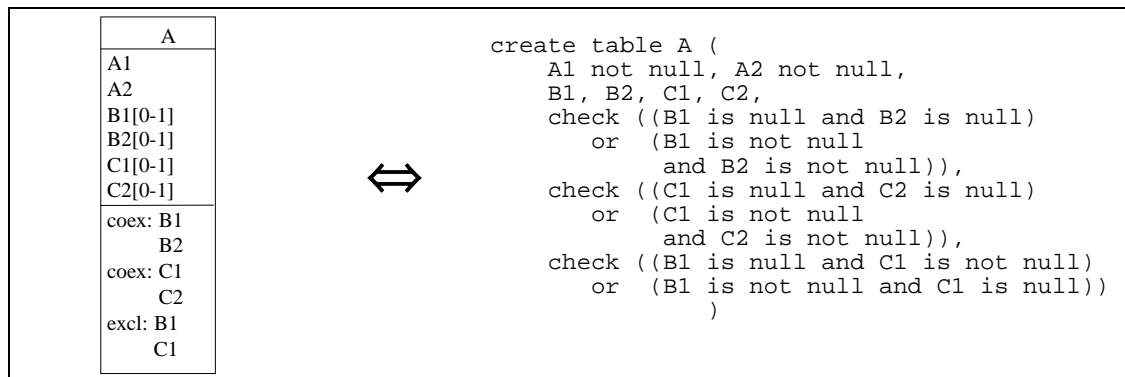 A
A1
A2
B1[0-1]
B2[0-1]
C1[0-1]
C2[0-1]
coex: B1
B2
coex: C1
C2
excl: B1
C1
create table A (
A1 not null, A2 not null,
B1, B2, C1, C2,
check ((B1 is null and B2 is null)
or (B1 is not null
and B2 is not null)),
check ((C1 is null and C2 is null)
or (C1 is not null
and C2 is not null)),
check ((B1 is null and C1 is not null)
or (B1 is not null and C1 is null))
)